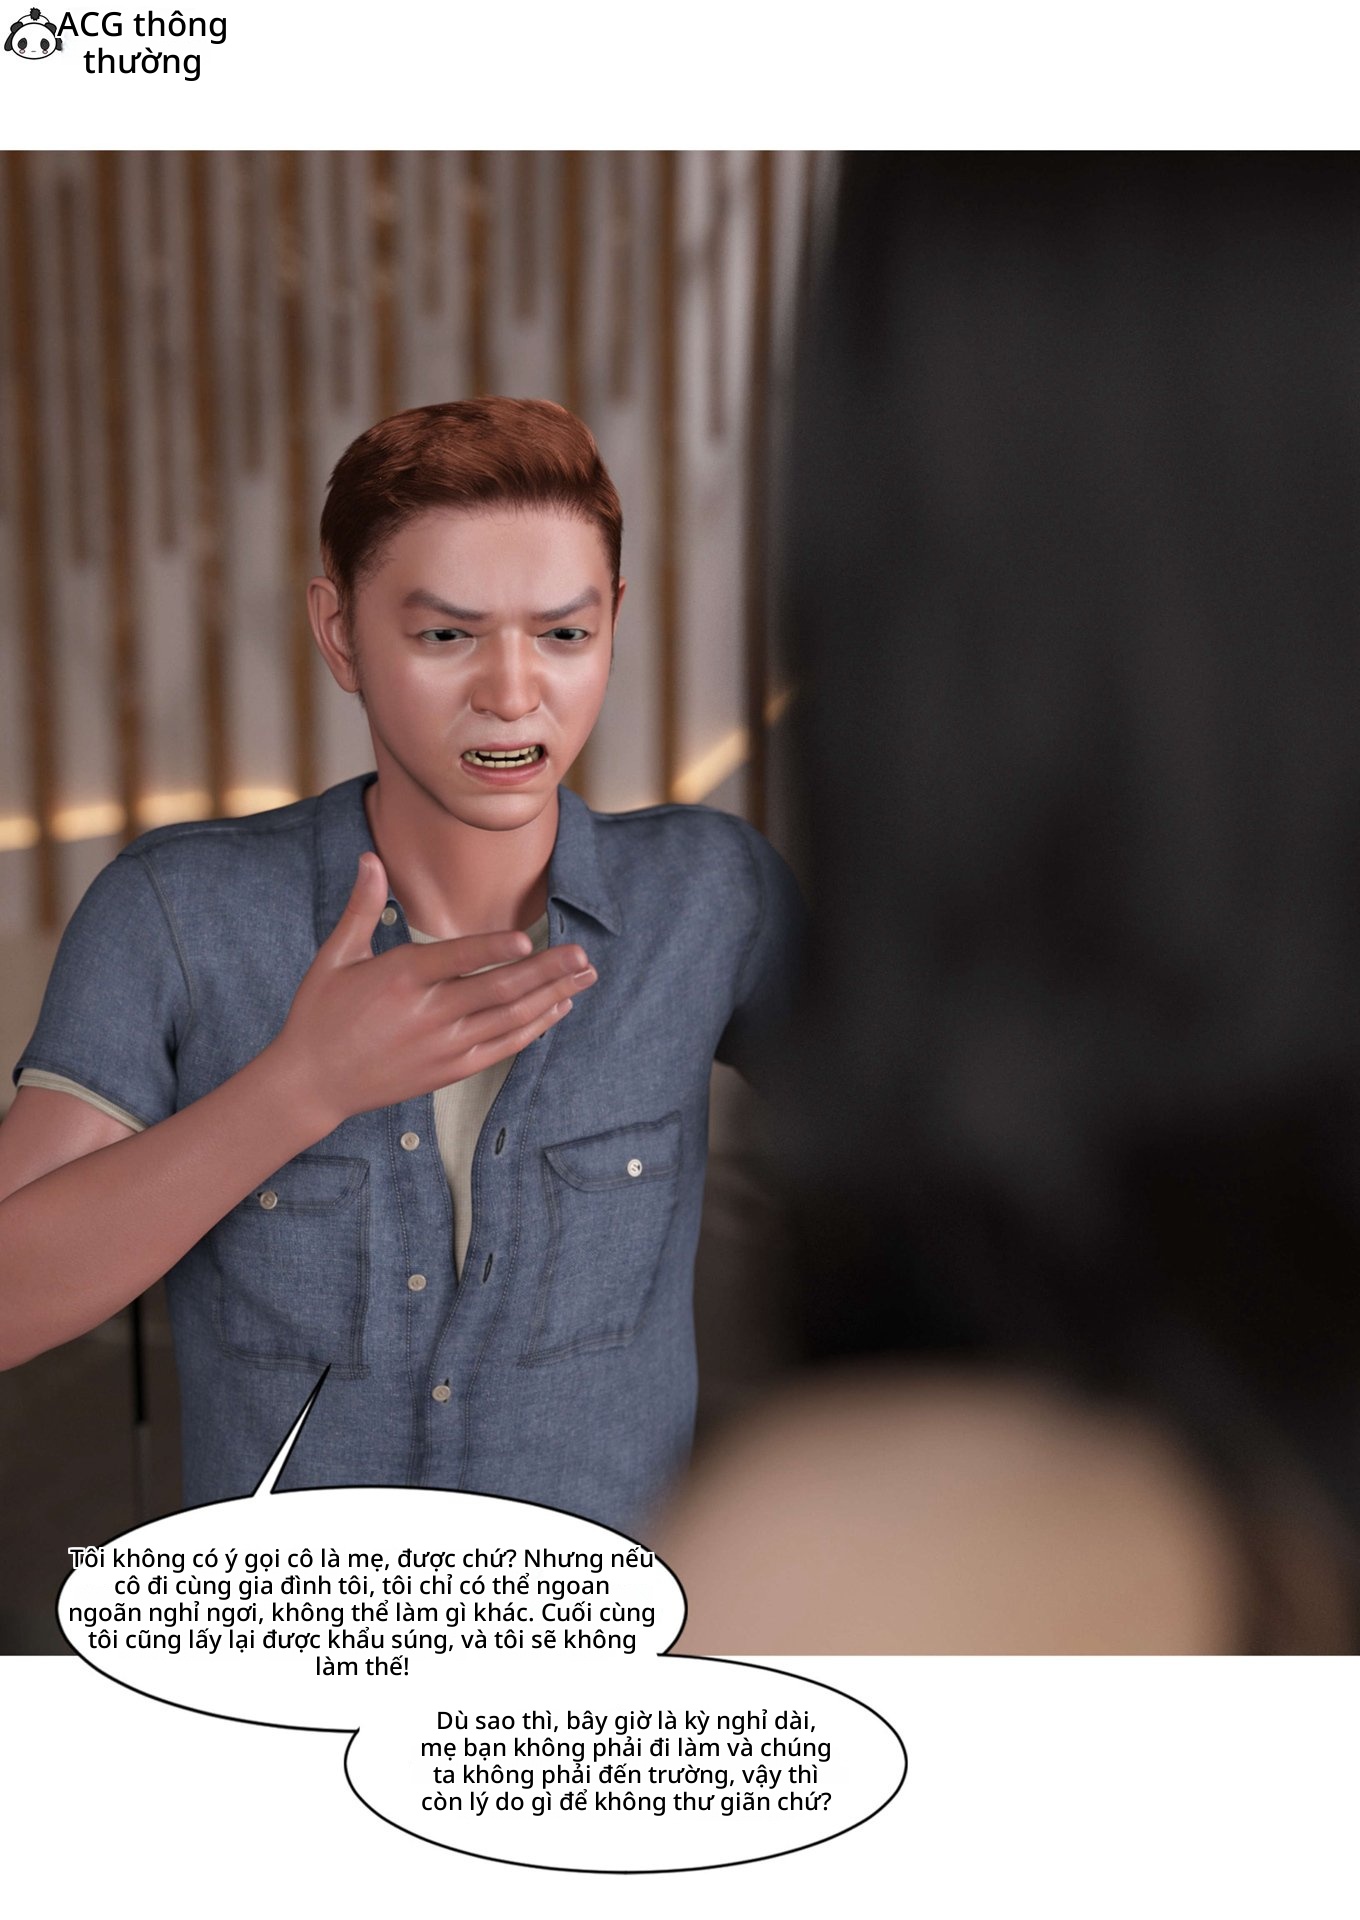 ACG thông
thường
Tôi không có ý gọi cô là mẹ, được chứ? Nhưng nếu
cô đi cùng gia đình tôi, tôi chỉ có thể ngoan
ngoãn nghỉ ngơi, không thể làm gì khác. Cuối cùng
tôi cũng lấy lại được khẩu súng, và tôi sẽ không
làm thế!
Dù sao thì, bây giờ là kỳ nghỉ dài,
mẹ bạn không phải đi làm và chúng
ta không phải đến trường, vậy thì
còn lý do gì để không thư giãn chứ?